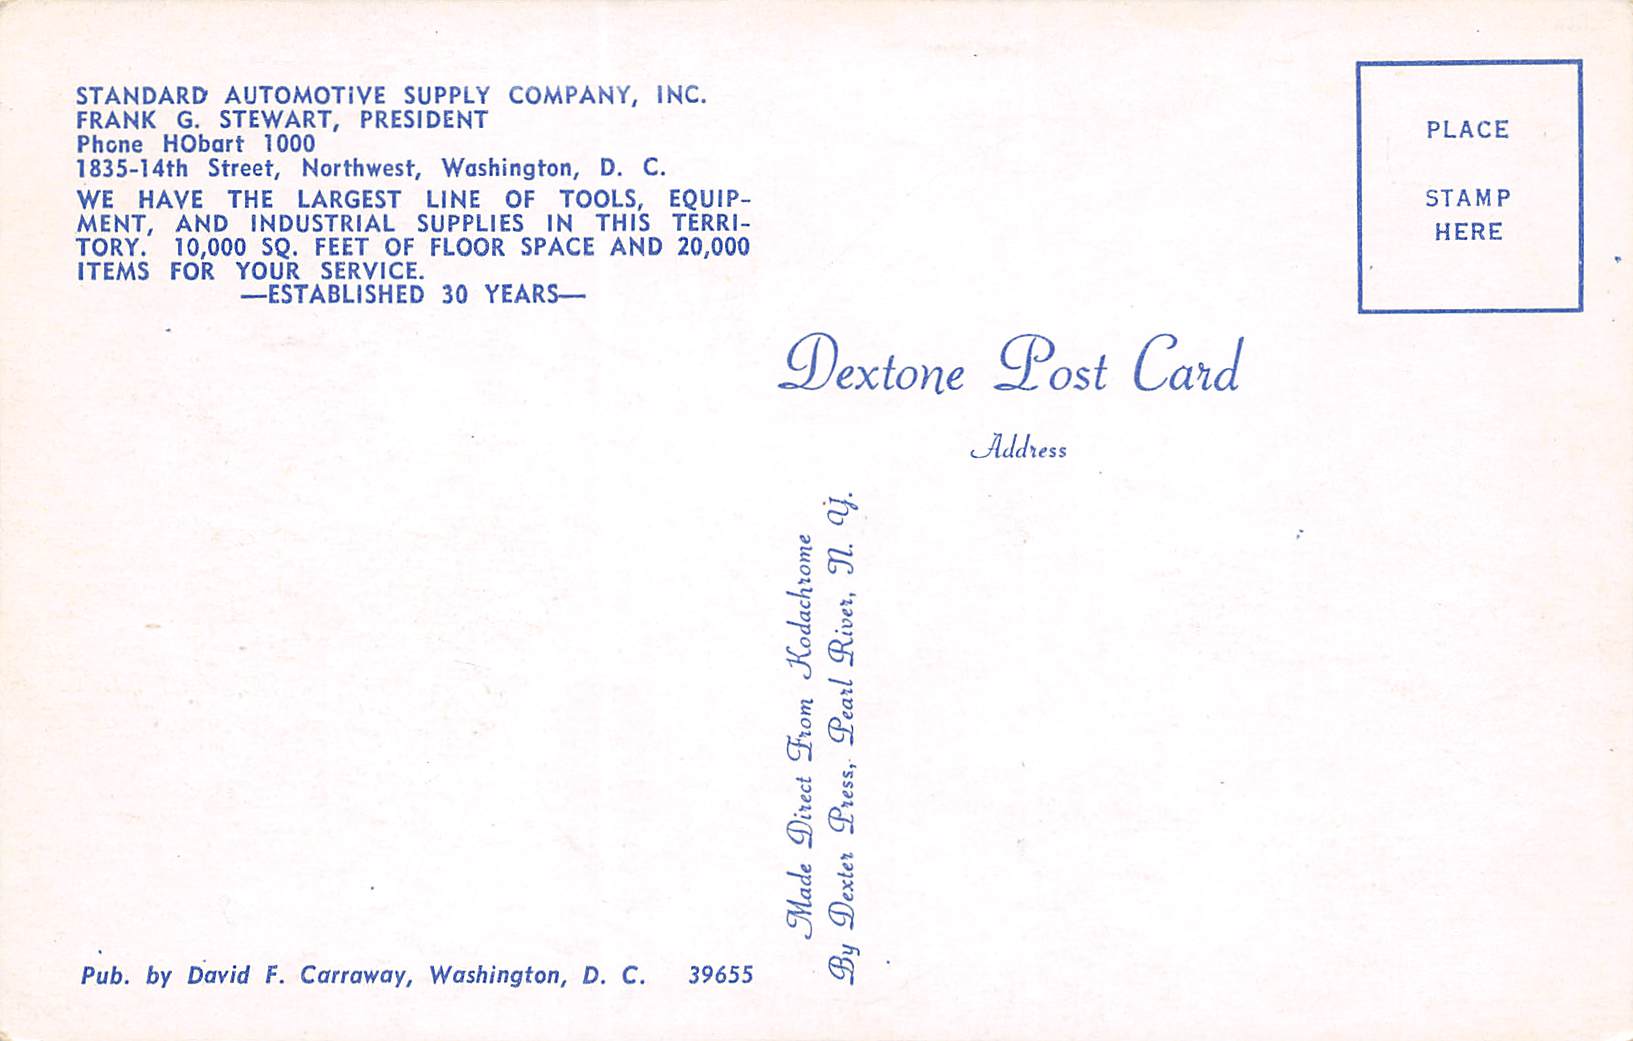 STANDARD AUTOMOTIVE SUPPLY COMPANY, INC.
FRANK G. STEWART, PRESIDENT
Phone HObart 1000
1835-14th Street, Northwest, Washington, D. C.
WE HAVE THE LARGEST LINE OF TOOLS, EQUIP-
MENT, AND INDUSTRIAL SUPPLIES IN THIS TERRI-
TORY. 10,000 SQ. FEET OF FLOOR SPACE AND 20,000
ITEMS FOR YOUR SERVICE.
—ESTABLISHED 30 YEARS—
PLACE
STAMP
HERE
Dextone Post Card
Address
Made Direct From Kodachrome
By Dexter Press, Pearl River, N. Y.
Pub. by David F. Carraway, Washington, D. C. 39655